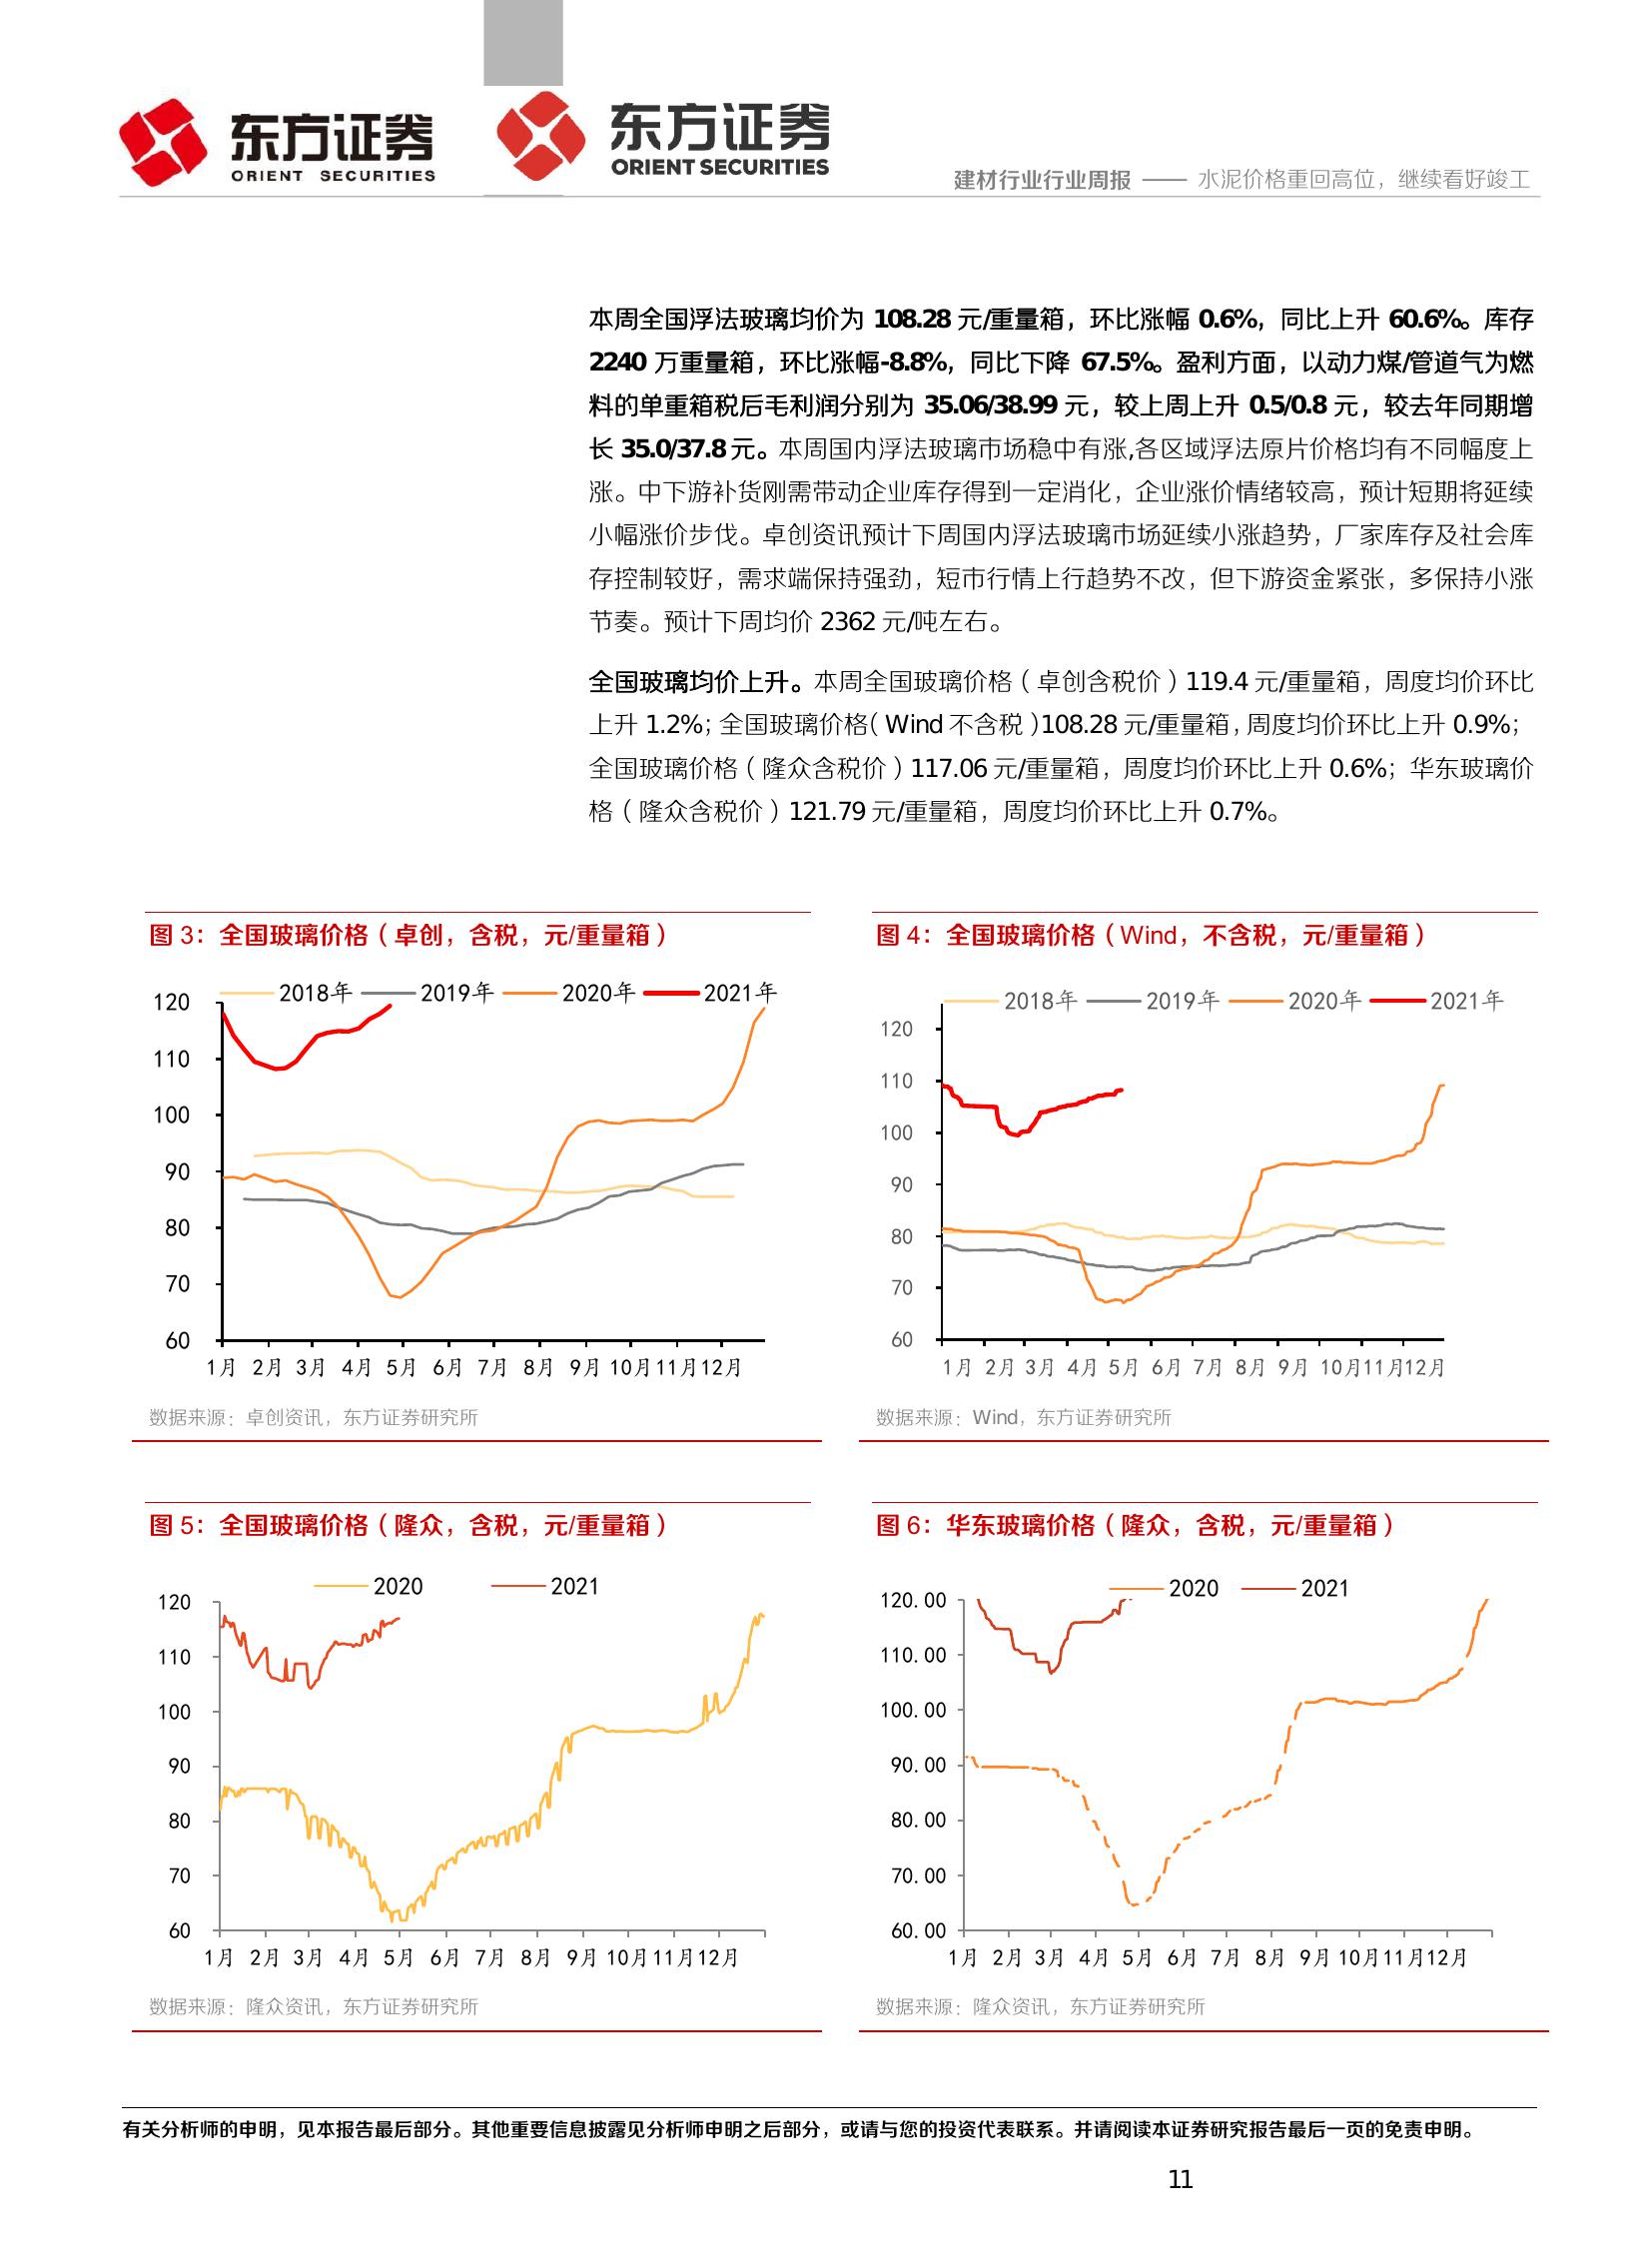 东方证券
ORIENT SECURITIES
东方证券
ORIENT SECURITIES
建材行业行业周报 —— 水泥价格重回高位，继续看好竣工
本周全国浮法玻璃均价为 108.28 元/重量箱，环比涨幅 0.6%，同比上升 60.6%。库存
2240 万重量箱，环比涨幅-8.8%，同比下降 67.5%。盈利方面，以动力煤/管道气为燃
料的单重箱税后毛利润分别为 35.06/38.99 元，较上周上升 0.5/0.8 元，较去年同期增
长 35.0/37.8 元。本周国内浮法玻璃市场稳中有涨,各区域浮法原片价格均有不同幅度上
涨。中下游补货刚需带动企业库存得到一定消化，企业涨价情绪较高，预计短期将延续
小幅涨价步伐。卓创资讯预计下周国内浮法玻璃市场延续小涨趋势，厂家库存及社会库
存控制较好，需求端保持强劲，短市行情上行趋势不改，但下游资金紧张，多保持小涨
节奏。预计下周均价 2362 元/吨左右。
全国玻璃均价上升。本周全国玻璃价格（卓创含税价）119.4 元/重量箱，周度均价环比
上升 1.2%；全国玻璃价格（Wind 不含税）108.28 元/重量箱，周度均价环比上升 0.9%；
全国玻璃价格（隆众含税价）117.06 元/重量箱，周度均价环比上升 0.6%；华东玻璃价
格（隆众含税价）121.79 元/重量箱，周度均价环比上升 0.7%。
图 3：全国玻璃价格（卓创，含税，元/重量箱）
2018年 2019年 2020年 2021年
120
110
100
90
80
70
60
1月 2月 3月 4月 5月 6月 7月 8月 9月 10月 11月 12月
数据来源：卓创资讯，东方证券研究所
图 4：全国玻璃价格（Wind，不含税，元/重量箱）
2018年 2019年 2020年 2021年
120
110
100
90
80
70
60
1月 2月 3月 4月 5月 6月 7月 8月 9月 10月 11月 12月
数据来源：Wind，东方证券研究所
图 5：全国玻璃价格（隆众，含税，元/重量箱）
2020 2021
120
110
100
90
80
70
60
1月 2月 3月 4月 5月 6月 7月 8月 9月 10月 11月 12月
数据来源：隆众资讯，东方证券研究所
图 6：华东玻璃价格（隆众，含税，元/重量箱）
2020 2021
120.00
110.00
100.00
90.00
80.00
70.00
60.00
1月 2月 3月 4月 5月 6月 7月 8月 9月 10月 11月 12月
数据来源：隆众资讯，东方证券研究所
有关分析师的申明，见本报告最后部分。其他重要信息披露见分析师申明之后部分，或请与您的投资代表联系。并请阅读本证券研究报告最后一页的免责申明。
11